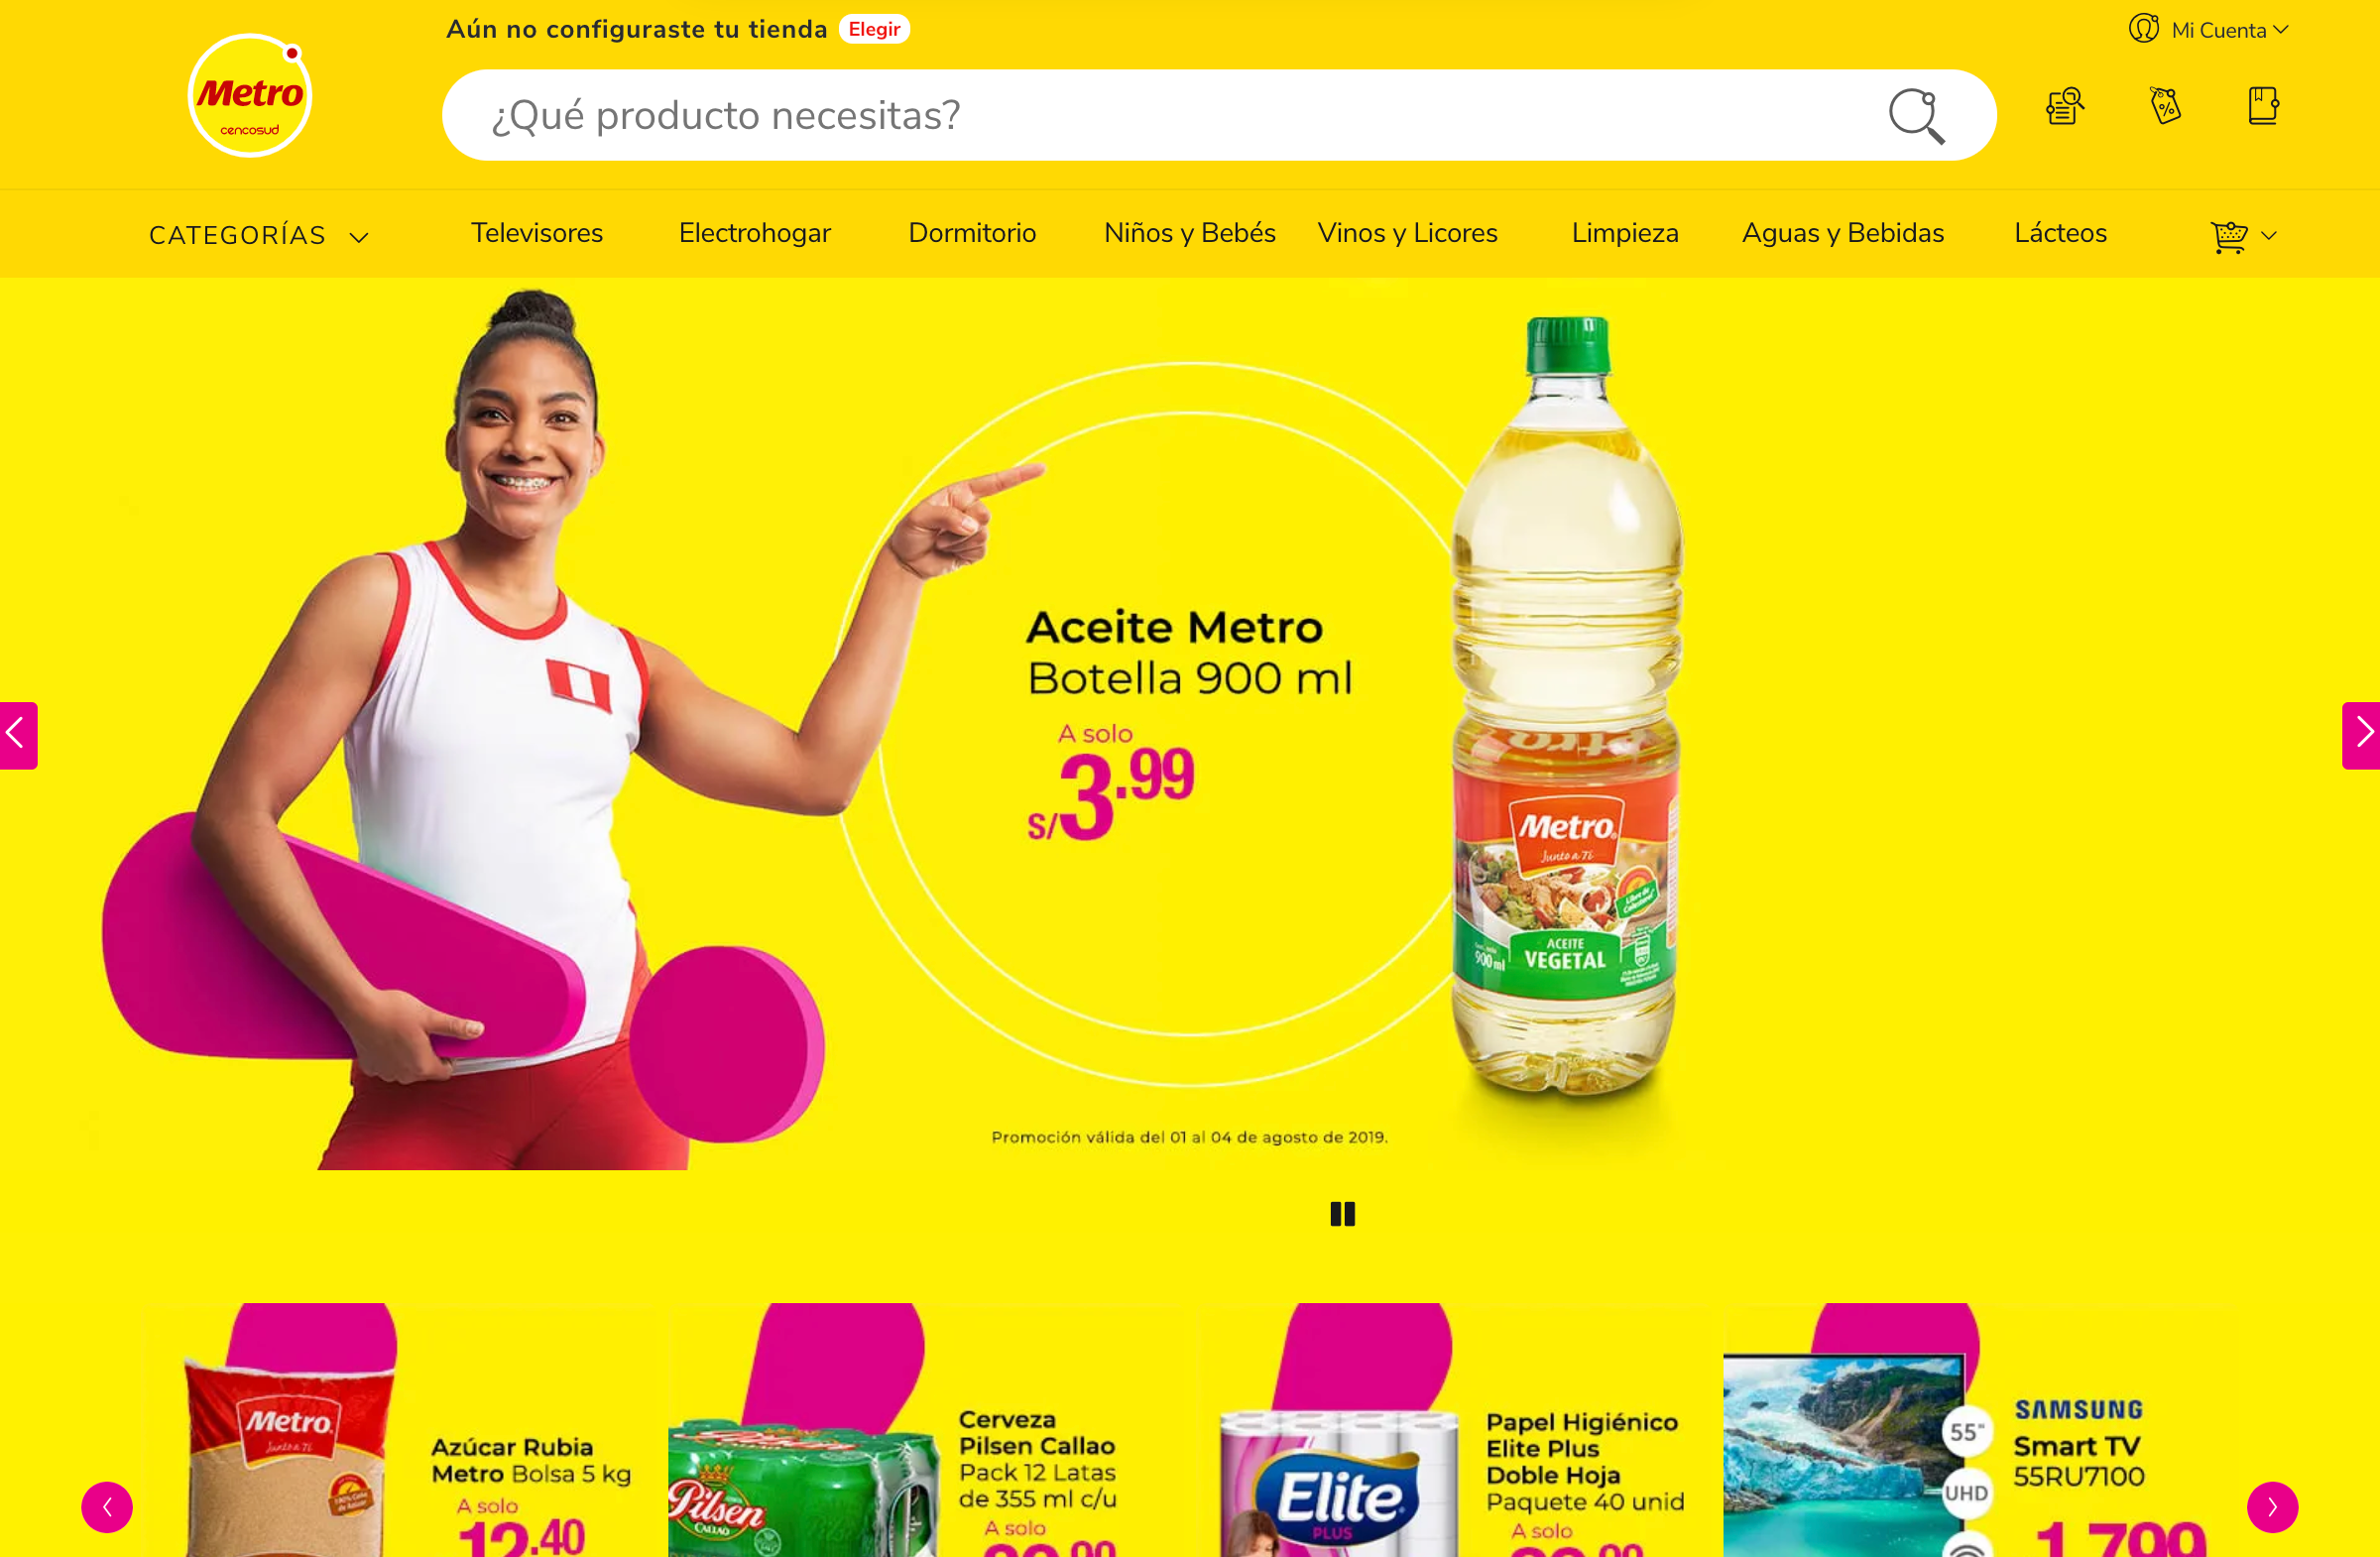 Aún no configuraste tu tienda Elegir
Mi Cuenta
Metro
cencosud
¿Qué producto necesitas?
CATEGORÍAS Televisores Electrohogar Dormitorio Niños y Bebés Vinos y Licores Limpieza Aguas y Bebidas Lácteos
Aceite Metro
Botella 900 ml
A solo
S/3.99
Metro
Junto a Ti
Libre de
Colesterol
ACEITE
VEGETAL
900 ml
Promoción válida del 01 al 04 de agosto de 2019.
Metro
Junto a Ti
Azúcar Rubia
Metro Bolsa 5 kg
A solo
12.40
Pilsen
CALLAO
Cerveza
Pilsen Callao
Pack 12 Latas
de 355 ml c/u
A solo
Elite
PLUS
Papel Higiénico
Elite Plus
Doble Hoja
Paquete 40 unid
A solo
55"
UHD
SAMSUNG
Smart TV
55RU7100
1,799